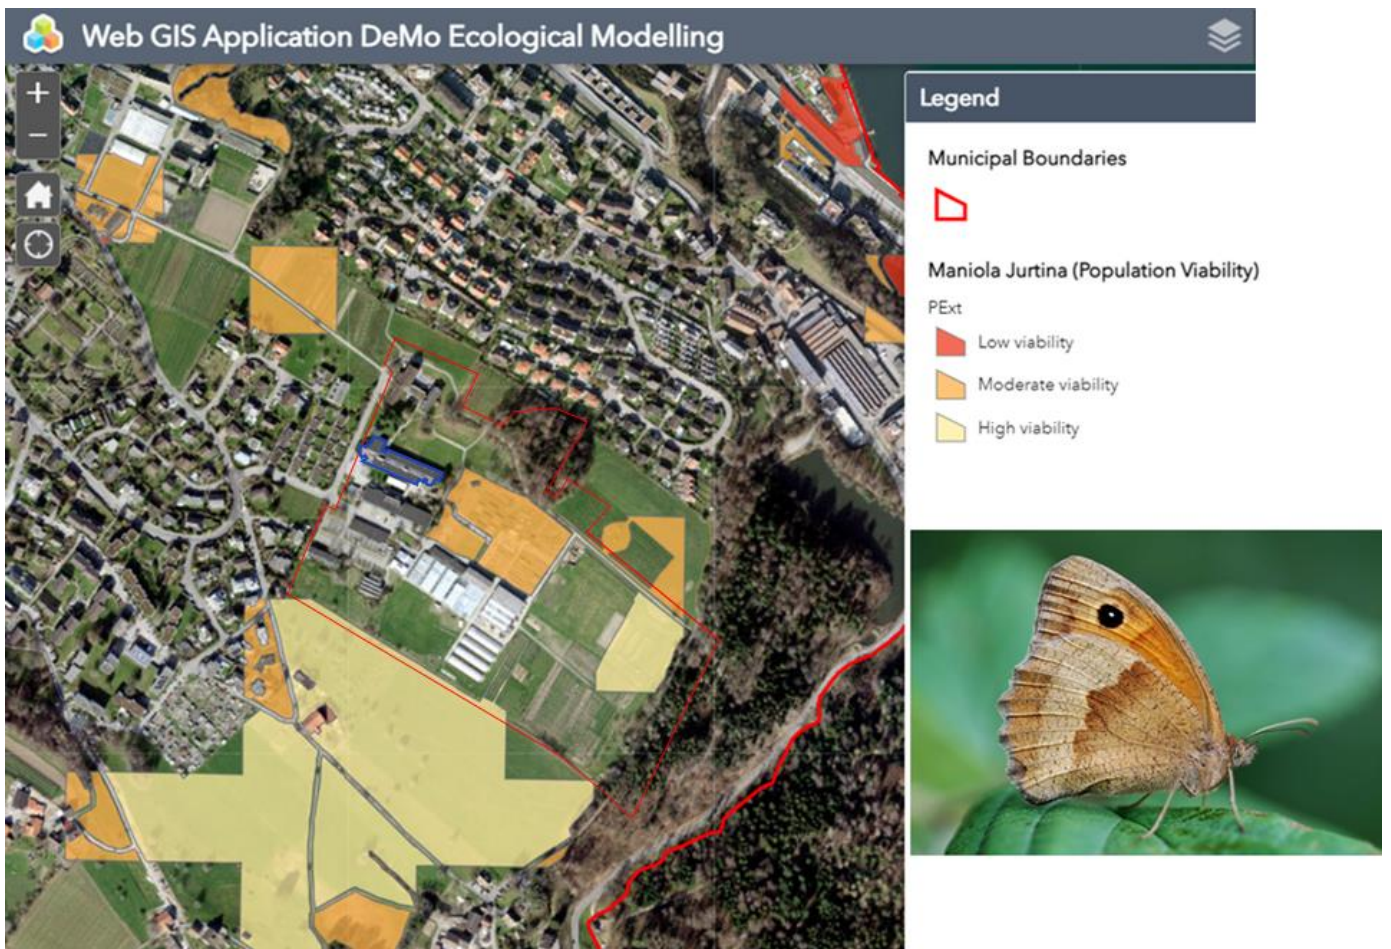 Web GIS Application DeMo Ecological Modelling
+
−
Legend
Municipal Boundaries
Maniola Jurtina (Population Viability)
PExt
Low viability
Moderate viability
High viability